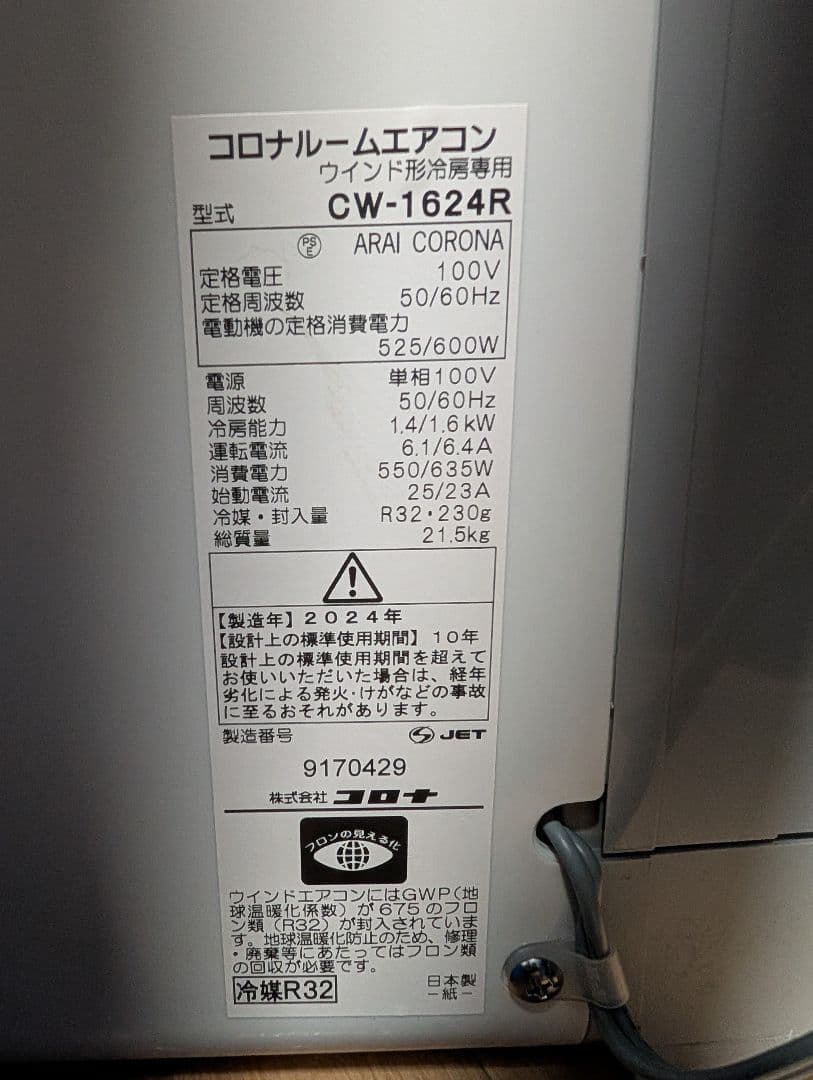 コロナルームエアコン
ウインド形冷房専用
型式 CW-1624R
PSE ARAI CORONA
定格電圧 100V
定格周波数 50/60Hz
電動機の定格消費電力
525/600W
電源 単相100V
周波数 50/60Hz
冷房能力 1.4/1.6kW
運転電流 6.1/6.4A
消費電力 550/635W
始動電流 25/23A
冷媒・封入量 R32・230g
総質量 21.5kg
【製造年】2024年
【設計上の標準使用期間】10年
設計上の標準使用期間を超えて
お使いいただいた場合は、経年
劣化による発火・けがなどの事故
に至るおそれがあります。
製造番号 JET
9170429
株式会社 コロナ
フロンの見える化
ウインドエアコンにはGWP(地
球温暖化係数)が675のフロ
ン類(R32)が封入されていま
す。地球温暖化防止のため、修理
・廃棄等にあたってはフロン類
の回収が必要です。
冷媒R32 日本製
－紙－